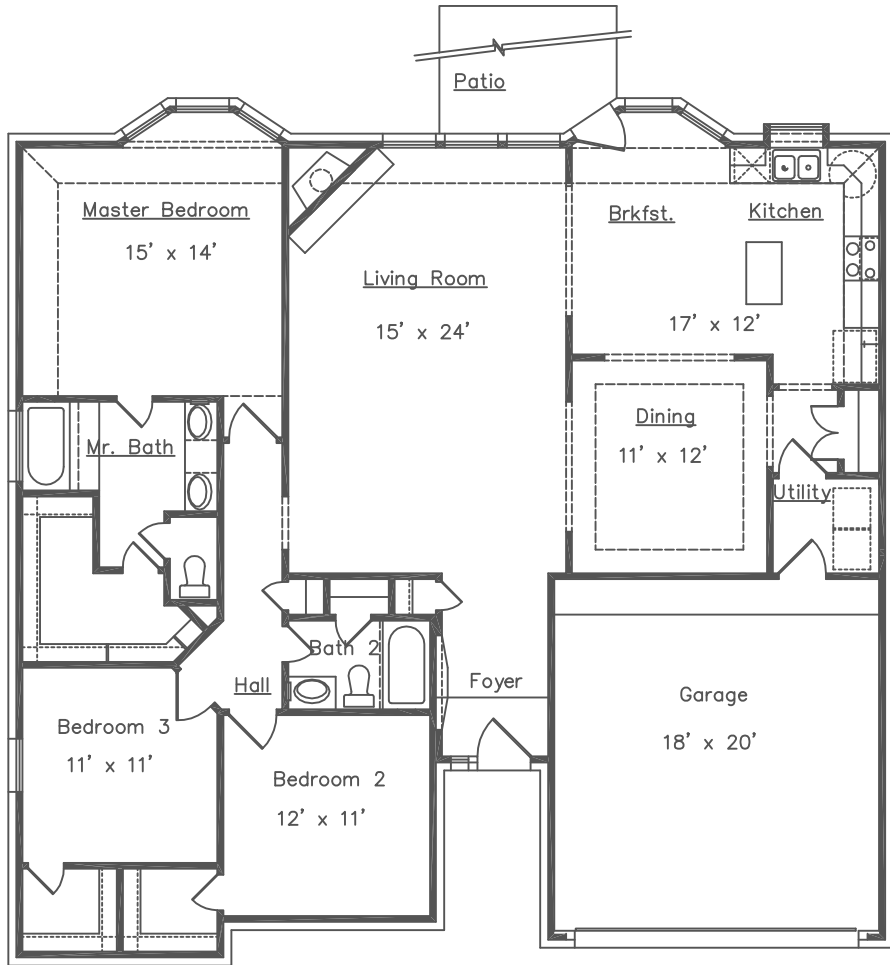 Patio
Master Bedroom
15' x 14'
Living Room
15' x 24'
Brkfst.
Kitchen
17' x 12'
Dining
11' x 12'
Mr. Bath
Utility
Bath 2
Hall
Foyer
Bedroom 3
11' x 11'
Bedroom 2
12' x 11'
Garage
18' x 20'